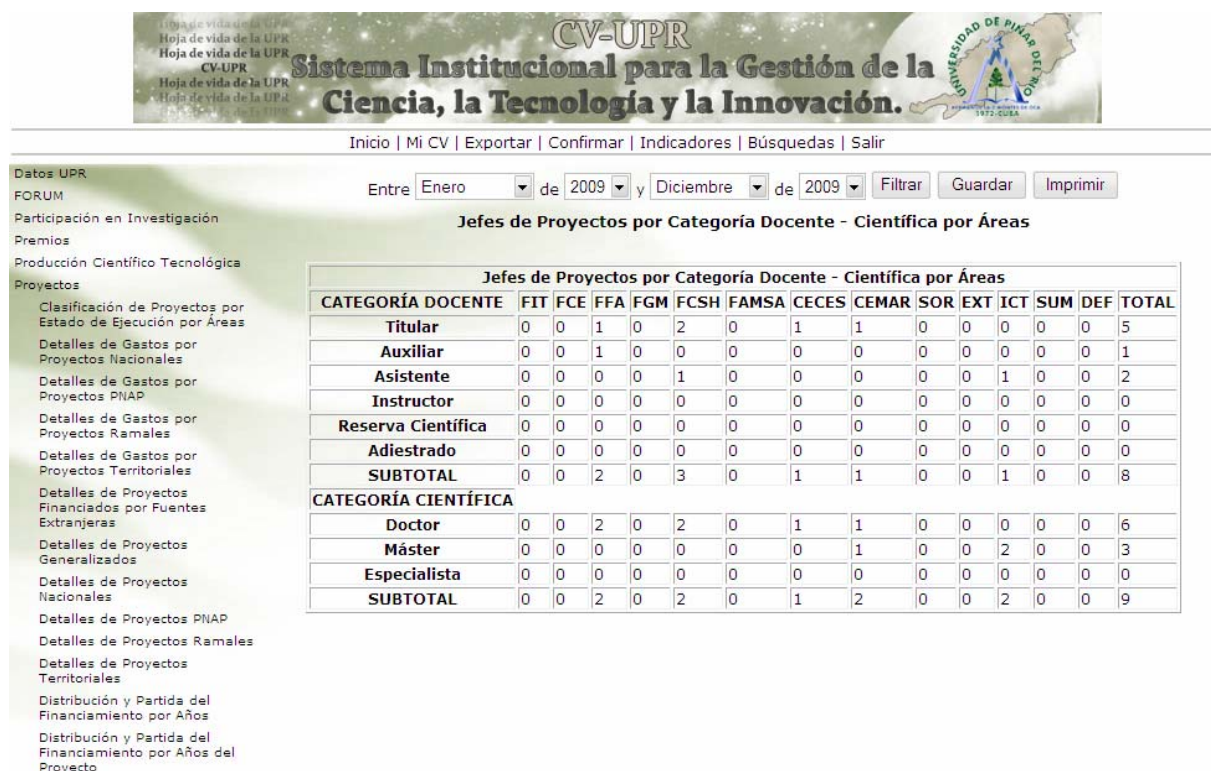 Hoja de vida de la UPR
Hoja de vida de la UPR
Hoja de vida de la UPR
CV-UPR
Hoja de vida de la UPR
Hoja de vida de la UPR
CV-UPR
Sistema Institucional para la Gestión de la
Ciencia, la Tecnología y la Innovación.
UNIVERSIDAD DE PINAR DEL RIO
1972-CUBA
Inicio | Mi CV | Exportar | Confirmar | Indicadores | Búsquedas | Salir
Datos UPR
FORUM
Participación en Investigación
Premios
Producción Científico Tecnológica
Proyectos
Clasificación de Proyectos por
Estado de Ejecución por Áreas
Detalles de Gastos por
Proyectos Nacionales
Detalles de Gastos por
Proyectos PNAP
Detalles de Gastos por
Proyectos Ramales
Detalles de Gastos por
Proyectos Territoriales
Detalles de Proyectos
Financiados por Fuentes
Extranjeras
Detalles de Proyectos
Generalizados
Detalles de Proyectos
Nacionales
Detalles de Proyectos PNAP
Detalles de Proyectos Ramales
Detalles de Proyectos
Territoriales
Distribución y Partida del
Financiamiento por Años
Distribución y Partida del
Financiamiento por Años del
Proyecto
Entre Enero de 2009 y Diciembre de 2009 Filtrar Guardar Imprimir
Jefes de Proyectos por Categoría Docente - Científica por Áreas
Jefes de Proyectos por Categoría Docente - Científica por Áreas
CATEGORÍA DOCENTE FIT FCE FFA FGM FCSH FAMSA CECES CEMAR SOR EXT ICT SUM DEF TOTAL
Titular 0 0 1 0 2 0 1 1 0 0 0 0 0 5
Auxiliar 0 0 1 0 0 0 0 0 0 0 0 0 0 1
Asistente 0 0 0 0 1 0 0 0 0 0 1 0 0 2
Instructor 0 0 0 0 0 0 0 0 0 0 0 0 0 0
Reserva Científica 0 0 0 0 0 0 0 0 0 0 0 0 0 0
Adiestrado 0 0 0 0 0 0 0 0 0 0 0 0 0 0
SUBTOTAL 0 0 2 0 3 0 1 1 0 0 1 0 0 8
CATEGORÍA CIENTÍFICA
Doctor 0 0 2 0 2 0 1 1 0 0 0 0 0 6
Máster 0 0 0 0 0 0 0 1 0 0 2 0 0 3
Especialista 0 0 0 0 0 0 0 0 0 0 0 0 0 0
SUBTOTAL 0 0 2 0 2 0 1 2 0 0 2 0 0 9